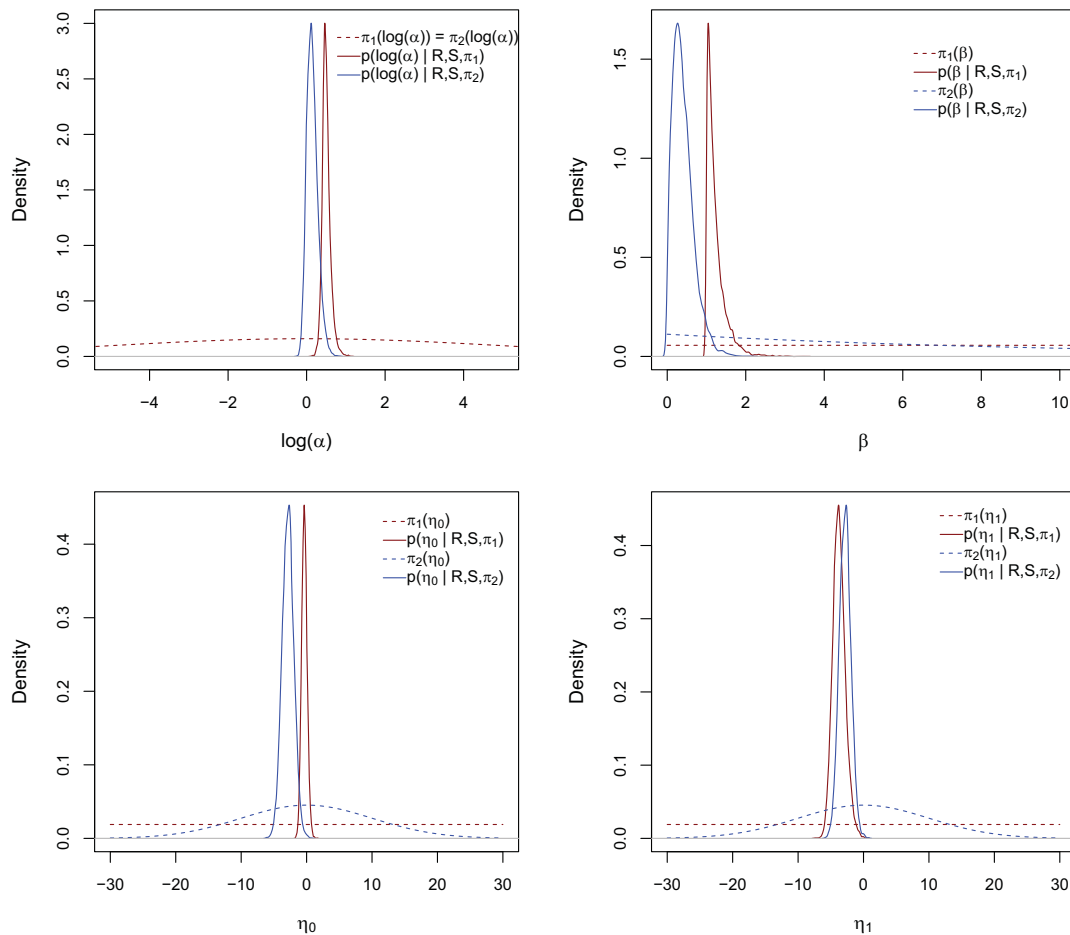 π₁(log(α)) = π₂(log(α))
p(log(α) | R,S,π₁)
p(log(α) | R,S,π₂)
Density
0.0 0.5 1.0 1.5 2.0 2.5 3.0
−4 −2 0 2 4
log(α)
π₁(β)
p(β | R,S,π₁)
π₂(β)
p(β | R,S,π₂)
Density
0.0 0.5 1.0 1.5
0 2 4 6 8 10
β
π₁(η₀)
p(η₀ | R,S,π₁)
π₂(η₀)
p(η₀ | R,S,π₂)
Density
0.0 0.1 0.2 0.3 0.4
−30 −20 −10 0 10 20 30
η₀
π₁(η₁)
p(η₁ | R,S,π₁)
π₂(η₁)
p(η₁ | R,S,π₂)
Density
0.0 0.1 0.2 0.3 0.4
−30 −20 −10 0 10 20 30
η₁